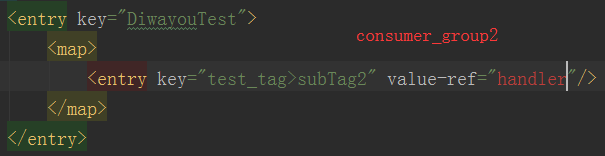 <entry key="DiwayouTest">
consumer_group2
<map>
<entry key="test_tag>subTag2" value-ref="handler"/>
</map>
</entry>